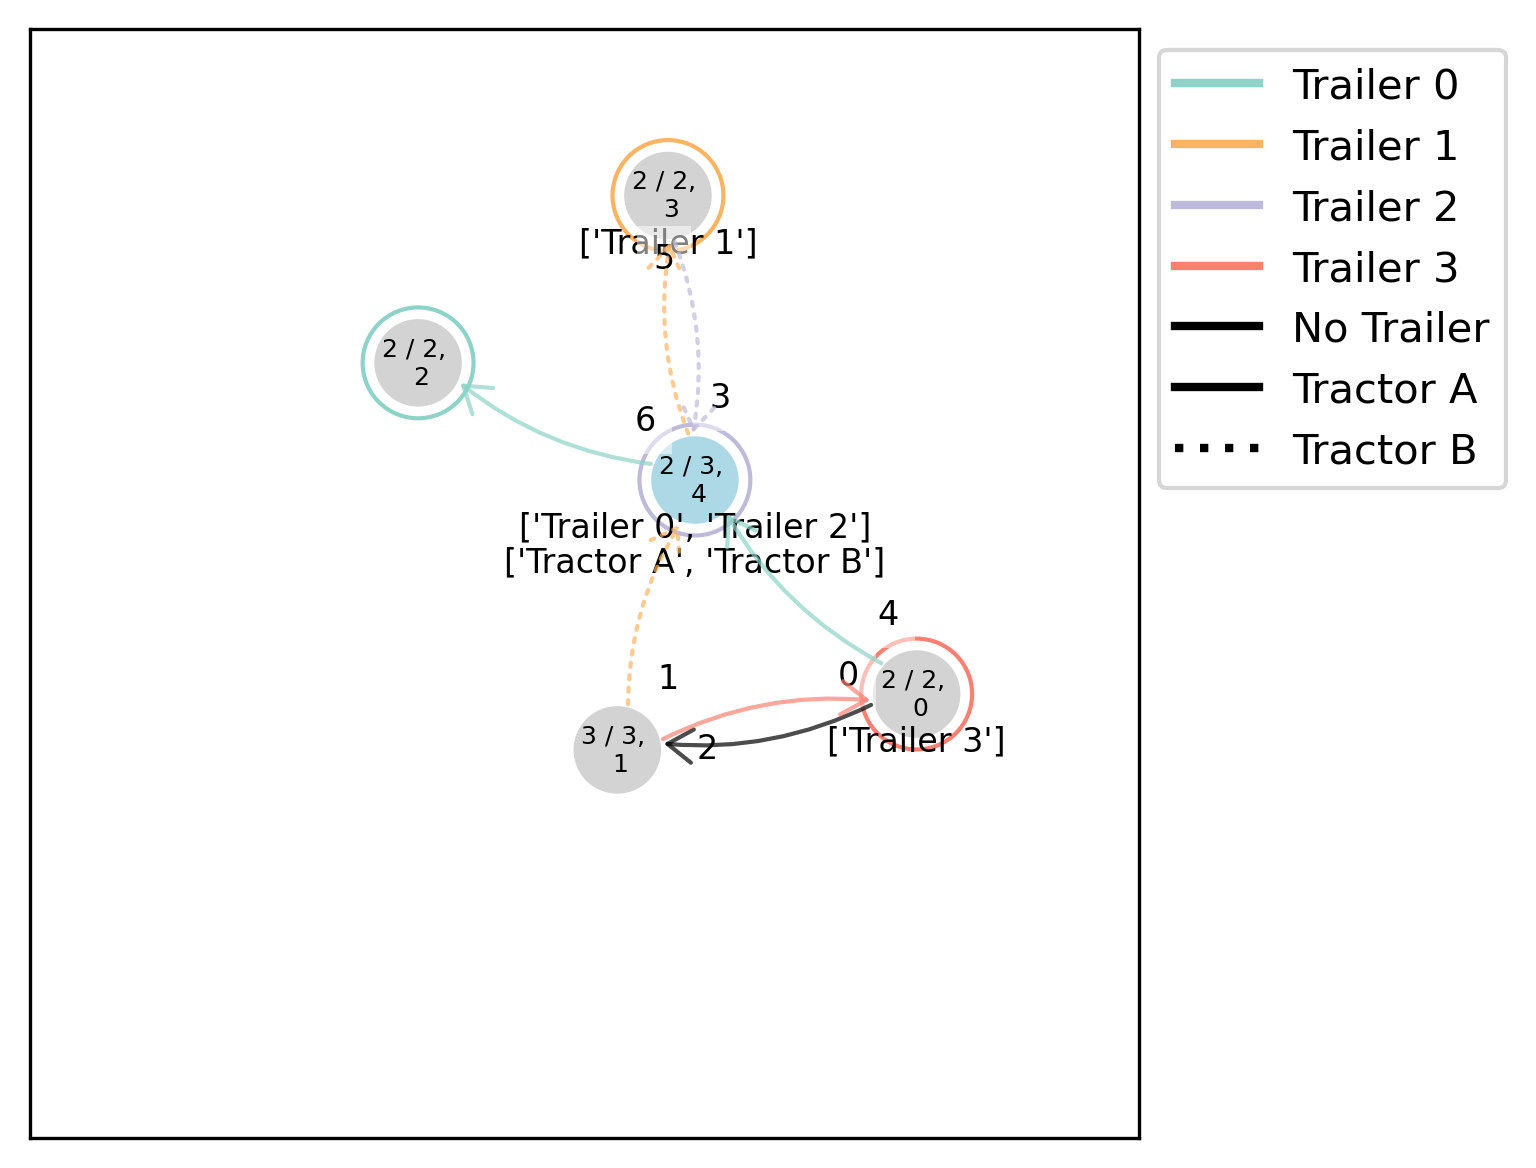 2 / 2,
3
['Trailer 1']
5
2 / 2,
2
6
3
2 / 3,
4
['Trailer 0', 'Trailer 2']
['Tractor A', 'Tractor B']
4
1
0
2 / 2,
0
['Trailer 3']
3 / 3,
1
2
Trailer 0
Trailer 1
Trailer 2
Trailer 3
No Trailer
Tractor A
Tractor B